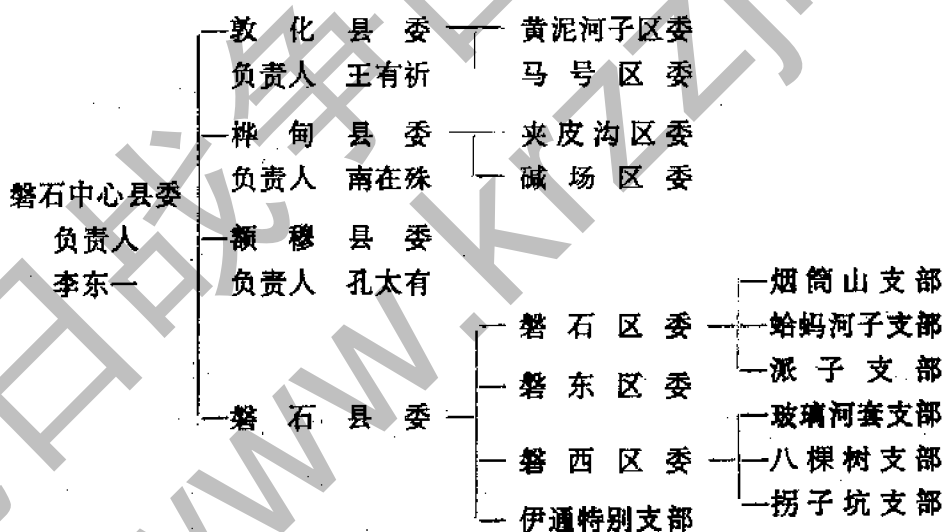 敦化县委 黄泥河子区委
负责人 王有祈 马号区委
桦甸县委 夹皮沟区委
负责人 南在殊 碱场区委
磐石中心县委
负责人
李东一
额穆县委
负责人 孔太有
磐石县委
磐石区委
烟筒山支部
蛤蚂河子支部
派子支部
磐东区委
磐西区委
玻璃河套支部
八棵树支部
拐子坑支部
伊通特别支部
www.krzzj
日战争